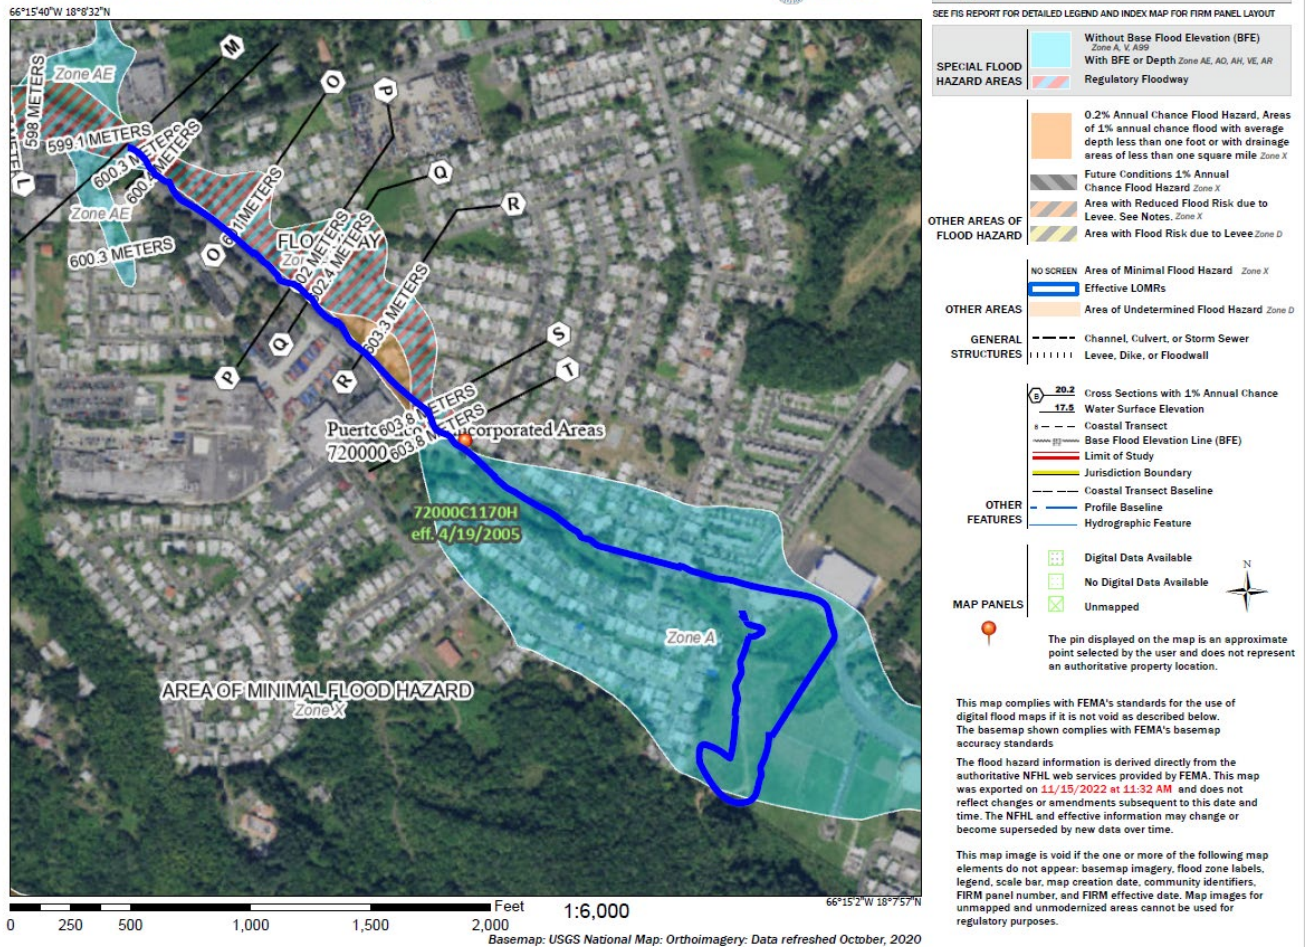 66°15'40"W 18°8'32"N
M
O
P
Zone AE
598 METERS
599.1 METERS
600.3 METERS
Q
L
R
Zone AE
METERS
O
FLO
600.3 METERS
602.4 METERS
603.3 METERS
S
Q
T
P
R
603.8 METERS
Puerto
corporated Areas
720000
603.8 METERS
72000C1170H
eff. 4/19/2005
Zone A
AREA OF MINIMAL FLOOD HAZARD
Zone X
66°15'2"W 18°7'57"N
Feet
1:6,000
0 250 500 1,000 1,500 2,000
Basemap: USGS National Map: Orthoimagery: Data refreshed October, 2020
SEE FIS REPORT FOR DETAILED LEGEND AND INDEX MAP FOR FIRM PANEL LAYOUT
SPECIAL FLOOD
HAZARD AREAS
Without Base Flood Elevation (BFE)
Zone A, V, A99
With BFE or Depth Zone AE, AO, AH, VE, AR
Regulatory Floodway
0.2% Annual Chance Flood Hazard, Areas
of 1% annual chance flood with average
depth less than one foot or with drainage
areas of less than one square mile Zone X
Future Conditions 1% Annual
Chance Flood Hazard Zone X
Area with Reduced Flood Risk due to
Levee. See Notes. Zone X
Area with Flood Risk due to Levee Zone D
OTHER AREAS OF
FLOOD HAZARD
NO SCREEN Area of Minimal Flood Hazard Zone X
Effective LOMRs
Area of Undetermined Flood Hazard Zone D
OTHER AREAS
GENERAL
STRUCTURES
Channel, Culvert, or Storm Sewer
Levee, Dike, or Floodwall
B 20.2 Cross Sections with 1% Annual Chance
17.5 Water Surface Elevation
8 Coastal Transect
Base Flood Elevation Line (BFE)
Limit of Study
Jurisdiction Boundary
Coastal Transect Baseline
OTHER
FEATURES
Profile Baseline
Hydrographic Feature
Digital Data Available
No Digital Data Available
Unmapped
N
MAP PANELS
The pin displayed on the map is an approximate
point selected by the user and does not represent
an authoritative property location.
This map complies with FEMA's standards for the use of
digital flood maps if it is not void as described below.
The basemap shown complies with FEMA's basemap
accuracy standards
The flood hazard information is derived directly from the
authoritative NFHL web services provided by FEMA. This map
was exported on 11/15/2022 at 11:32 AM and does not
reflect changes or amendments subsequent to this date and
time. The NFHL and effective information may change or
become superseded by new data over time.
This map image is void if the one or more of the following map
elements do not appear: basemap imagery, flood zone labels,
legend, scale bar, map creation date, community identifiers,
FIRM panel number, and FIRM effective date. Map images for
unmapped and unmodernized areas cannot be used for
regulatory purposes.